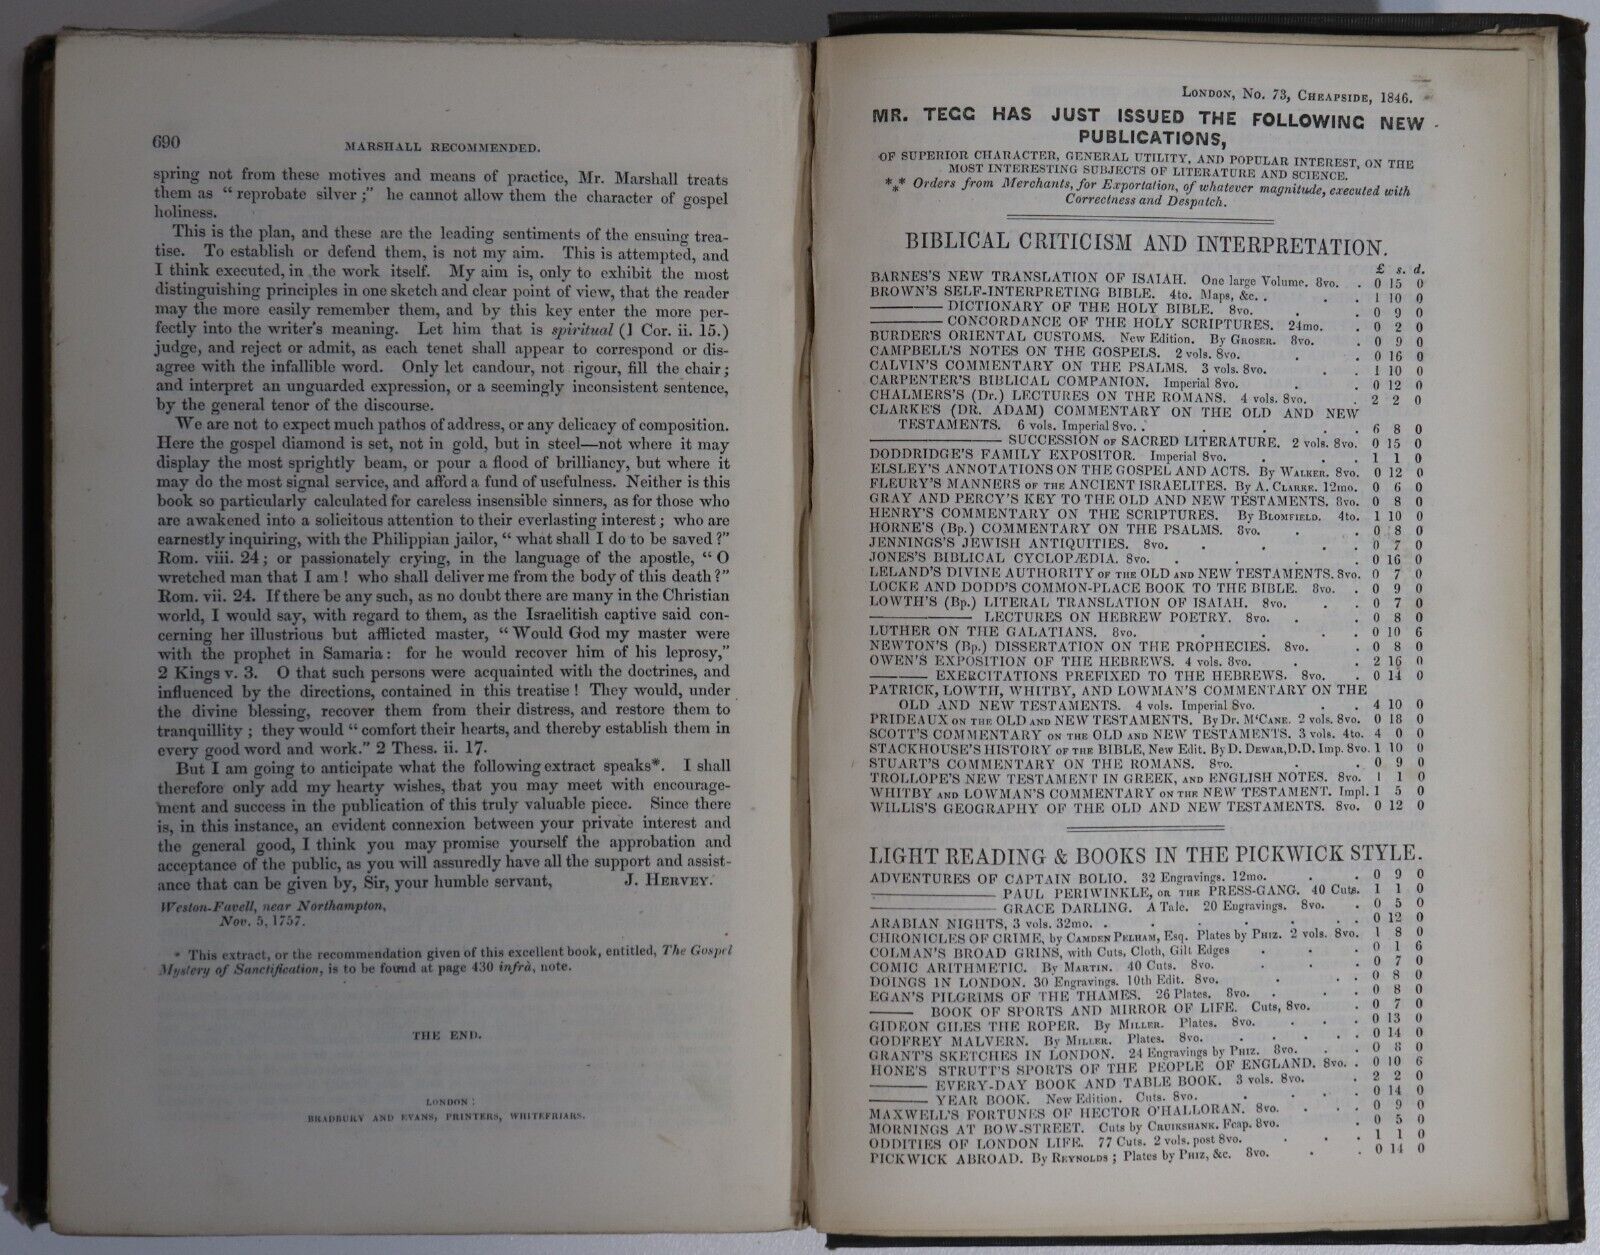 690
MARSHALL RECOMMENDED.
spring not from these motives and means of practice, Mr. Marshall treats
them as " reprobate silver ;" he cannot allow them the character of gospel
holiness.
This is the plan, and these are the leading sentiments of the ensuing trea-
tise. To establish or defend them, is not my aim. This is attempted, and
I think executed, in the work itself. My aim is, only to exhibit the most
distinguishing principles in one sketch and clear point of view, that the reader
may the more easily remember them, and by this key enter the more per-
fectly into the writer's meaning. Let him that is spiritual (1 Cor. ii. 15.)
judge, and reject or admit, as each tenet shall appear to correspond or dis-
agree with the infallible word. Only let candour, not rigour, fill the chair;
and interpret an unguarded expression, or a seemingly inconsistent sentence,
by the general tenor of the discourse.
We are not to expect much pathos of address, or any delicacy of composition.
Here the gospel diamond is set, not in gold, but in steel—not where it may
display the most sprightly beam, or pour a flood of brilliancy, but where it
may do the most signal service, and afford a fund of usefulness. Neither is this
book so particularly calculated for careless insensible sinners, as for those who
are awakened into a solicitous attention to their everlasting interest ; who are
earnestly inquiring, with the Philippian jailor, " what shall I do to be saved ?"
Rom. viii. 24 ; or passionately crying, in the language of the apostle, " O
wretched man that I am ! who shall deliver me from the body of this death ?"
Rom. vii. 24. If there be any such, as no doubt there are many in the Christian
world, I would say, with regard to them, as the Israelitish captive said con-
cerning her illustrious but afflicted master, " Would God my master were
with the prophet in Samaria : for he would recover him of his leprosy,"
2 Kings v. 3. O that such persons were acquainted with the doctrines, and
influenced by the directions, contained in this treatise ! They would, under
the divine blessing, recover them from their distress, and restore them to
tranquillity ; they would " comfort their hearts, and thereby establish them in
every good word and work." 2 Thess. ii. 17.
But I am going to anticipate what the following extract speaks*. I shall
therefore only add my hearty wishes, that you may meet with encourage-
ment and success in the publication of this truly valuable piece. Since there
is, in this instance, an evident connexion between your private interest and
the general good, I think you may promise yourself the approbation and
acceptance of the public, as you will assuredly have all the support and assist-
ance that can be given by, Sir, your humble servant, J. HERVEY.
Weston-Favell, near Northampton,
Nov. 5, 1757.
* This extract, or the recommendation given of this excellent book, entitled, The Gospel
Mystery of Sanctification, is to be found at page 430 infrà, note.
THE END.
LONDON :
BRADBURY AND EVANS, PRINTERS, WHITEFRIARS.
LONDON, No. 73, CHEAPSIDE, 1846.
MR. TEGG HAS JUST ISSUED THE FOLLOWING NEW
PUBLICATIONS,
OF SUPERIOR CHARACTER, GENERAL UTILITY, AND POPULAR INTEREST, ON THE
MOST INTERESTING SUBJECTS OF LITERATURE AND SCIENCE.
*** Orders from Merchants, for Exportation, of whatever magnitude, executed with
Correctness and Despatch.
BIBLICAL CRITICISM AND INTERPRETATION.
£ s. d.
BARNES'S NEW TRANSLATION OF ISAIAH. One large Volume. 8vo. . 0 15 0
BROWN'S SELF-INTERPRETING BIBLE. 4to. Maps, &c. . . . 1 10 0
——— DICTIONARY OF THE HOLY BIBLE. 8vo. . . 0 9 0
——— CONCORDANCE OF THE HOLY SCRIPTURES. 24mo. . 0 2 0
BURDER'S ORIENTAL CUSTOMS. New Edition. By GROSER. 8vo. . 0 9 0
CAMPBELL'S NOTES ON THE GOSPELS. 2 vols. 8vo. . . 0 16 0
CALVIN'S COMMENTARY ON THE PSALMS. 3 vols. 8vo. . . 1 10 0
CARPENTER'S BIBLICAL COMPANION. Imperial 8vo. . . 0 12 0
CHALMERS'S (Dr.) LECTURES ON THE ROMANS. 4 vols. 8vo. . 2 2 0
CLARKE'S (DR. ADAM) COMMENTARY ON THE OLD AND NEW
TESTAMENTS. 6 vols. Imperial 8vo. . . . . . 6 8 0
——— SUCCESSION OF SACRED LITERATURE. 2 vols. 8vo. 0 15 0
DODDRIDGE'S FAMILY EXPOSITOR. Imperial 8vo. . . . 1 1 0
ELSLEY'S ANNOTATIONS ON THE GOSPEL AND ACTS. By WALKER. 8vo. 0 12 0
FLEURY'S MANNERS OF THE ANCIENT ISRAELITES. By A. CLARKE. 12mo. 0 6 0
GRAY AND PERCY'S KEY TO THE OLD AND NEW TESTAMENTS. 8vo. 0 8 0
HENRY'S COMMENTARY ON THE SCRIPTURES. By BLOMFIELD. 4to. 1 10 0
HORNE'S (Bp.) COMMENTARY ON THE PSALMS. 8vo. . . 0 8 0
JENNINGS'S JEWISH ANTIQUITIES. 8vo. . . . . 0 7 0
JONES'S BIBLICAL CYCLOPÆDIA. 8vo. . . . . 0 16 0
LELAND'S DIVINE AUTHORITY OF THE OLD AND NEW TESTAMENTS. 8vo. 0 7 0
LOCKE AND DODD'S COMMON-PLACE BOOK TO THE BIBLE. 8vo. . 0 9 0
LOWTH'S (Bp.) LITERAL TRANSLATION OF ISAIAH. 8vo. . . 0 7 0
——— LECTURES ON HEBREW POETRY. 8vo. . . 0 8 0
LUTHER ON THE GALATIANS. 8vo. . . . . 0 10 6
NEWTON'S (Bp.) DISSERTATION ON THE PROPHECIES. 8vo. . 0 8 0
OWEN'S EXPOSITION OF THE HEBREWS. 4 vols. 8vo. . . 2 16 0
——— EXERCITATIONS PREFIXED TO THE HEBREWS. 8vo. . 0 14 0
PATRICK, LOWTH, WHITBY, AND LOWMAN'S COMMENTARY ON THE
OLD AND NEW TESTAMENTS. 4 vols. Imperial 8vo. . . 4 10 0
PRIDEAUX ON THE OLD AND NEW TESTAMENTS. By Dr. M'CANE. 2 vols. 8vo. 0 18 0
SCOTT'S COMMENTARY ON THE OLD AND NEW TESTAMENTS. 3 vols. 4to. 4 0 0
STACKHOUSE'S HISTORY OF THE BIBLE, New Edit. By D. DEWAR, D.D. Imp. 8vo. 1 10 0
STUART'S COMMENTARY ON THE ROMANS. 8vo. . . 0 9 0
TROLLOPE'S NEW TESTAMENT IN GREEK, AND ENGLISH NOTES. 8vo. 1 1 0
WHITBY AND LOWMAN'S COMMENTARY ON THE NEW TESTAMENT. Impl. 1 5 0
WILLIS'S GEOGRAPHY OF THE OLD AND NEW TESTAMENTS. 8vo. 0 12 0
LIGHT READING & BOOKS IN THE PICKWICK STYLE.
ADVENTURES OF CAPTAIN BOLIO. 32 Engravings. 12mo. . . 0 9 0
——— PAUL PERIWINKLE, OR THE PRESS-GANG. 40 Cuts. 1 1 0
——— GRACE DARLING. A Tale. 20 Engravings. 8vo. . 0 5 0
ARABIAN NIGHTS, 3 vols. 32mo. . . . . . 0 12 0
CHRONICLES OF CRIME, by CAMDEN PELHAM, Esq. Plates by PHIZ. 2 vols. 8vo. 1 8 0
COLMAN'S BROAD GRINS, with Cuts, Cloth, Gilt Edges . . . 0 1 6
COMIC ARITHMETIC. By MARTIN. 40 Cuts. 8vo. . . . 0 7 0
DOINGS IN LONDON. 30 Engravings. 10th Edit. 8vo. . . 0 8 0
EGAN'S PILGRIMS OF THE THAMES. 26 Plates. 8vo. . . . 0 8 0
——— BOOK OF SPORTS AND MIRROR OF LIFE. Cuts, 8vo. . 0 7 0
GIDEON GILES THE ROPER. By MILLER. Plates. 8vo. . . . 0 13 0
GODFREY MALVERN. By MILLER. Plates. 8vo. . . . . 0 14 0
GRANT'S SKETCHES IN LONDON. 24 Engravings by PHIZ. 8vo. . . 0 8 0
HONE'S STRUTT'S SPORTS OF THE PEOPLE OF ENGLAND. 8vo. . 0 10 6
——— EVERY-DAY BOOK AND TABLE BOOK. 3 vols. 8vo. . 2 2 0
——— YEAR BOOK. New Edition. Cuts. 8vo. . . . 0 14 0
MAXWELL'S FORTUNES OF HECTOR O'HALLORAN. 8vo. . . . 0 9 0
MORNINGS AT BOW-STREET. Cuts by CRUIKSHANK. Fcap. 8vo. . 0 5 0
ODDITIES OF LONDON LIFE. 77 Cuts. 2 vols. post 8vo. . . . 1 1 0
PICKWICK ABROAD. By REYNOLDS ; Plates by PHIZ, &c. 8vo. . . 0 14 0